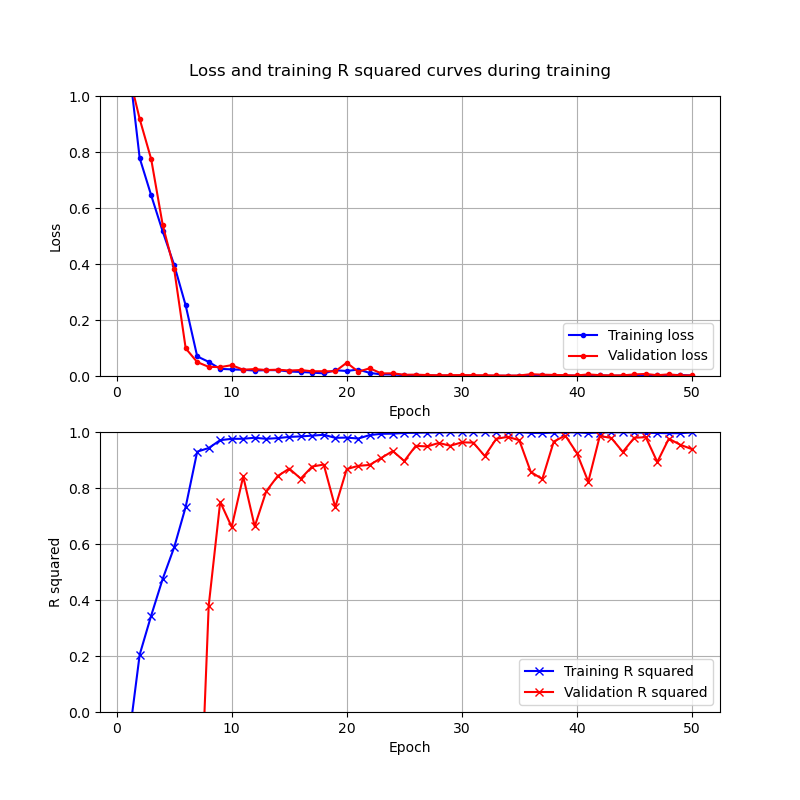 Loss and training R squared curves during training
1.0
0.8
0.6
0.4
0.2
0.0
Loss
Training loss
Validation loss
0 10 20 30 40 50
Epoch
1.0
0.8
0.6
0.4
0.2
0.0
R squared
Training R squared
Validation R squared
0 10 20 30 40 50
Epoch